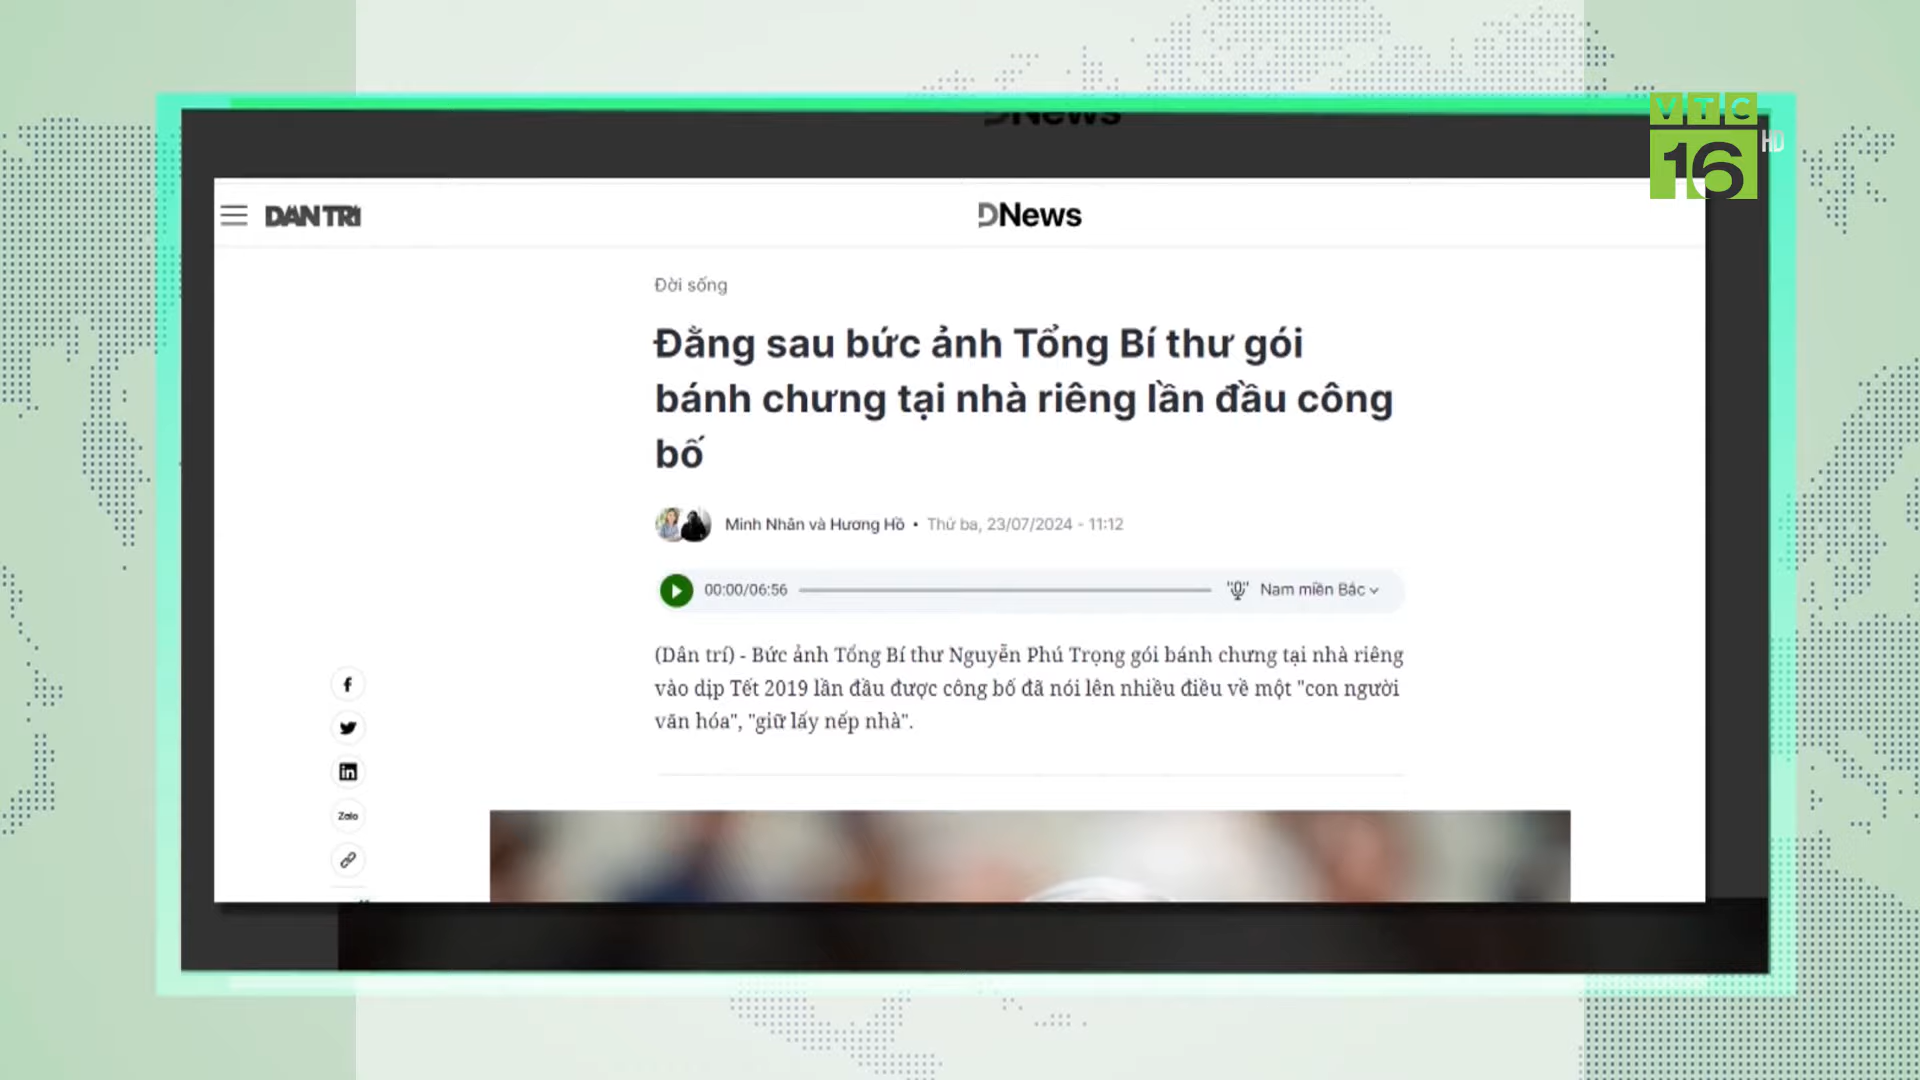 DNews
VTC
16
HD
DÂN TRÍ
DNews
Đời sống
Đằng sau bức ảnh Tổng Bí thư gói
bánh chưng tại nhà riêng lần đầu công
bố
Minh Nhân và Hương Hồ • Thứ ba, 23/07/2024 - 11:12
00:00/06:56
Nam miền Bắc
(Dân trí) - Bức ảnh Tổng Bí thư Nguyễn Phú Trọng gói bánh chưng tại nhà riêng
vào dịp Tết 2019 lần đầu được công bố đã nói lên nhiều điều về một "con người
văn hóa", "giữ lấy nếp nhà".
Zalo